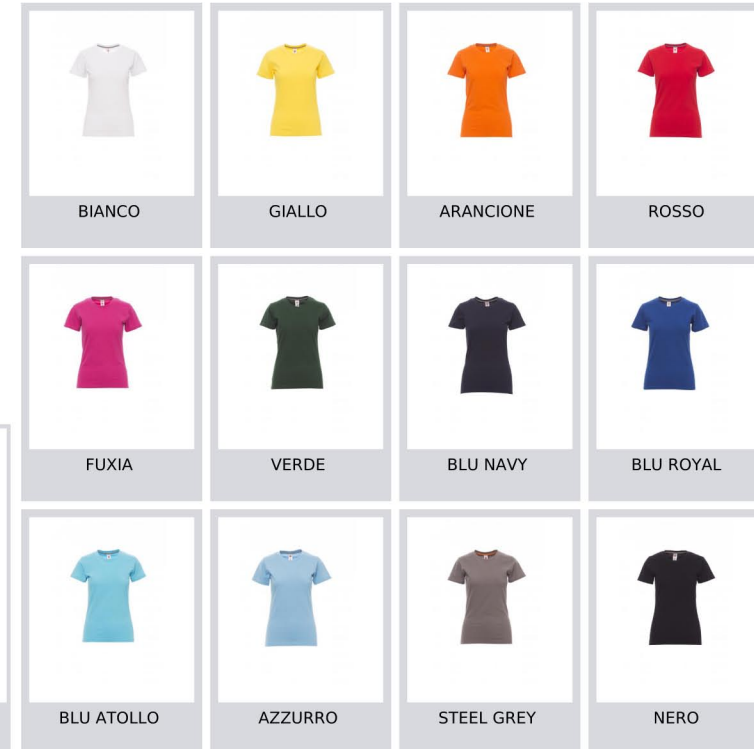 BIANCO
GIALLO
ARANCIONE
ROSSO
FUXIA
VERDE
BLU NAVY
BLU ROYAL
BLU ATOLLO
AZZURRO
STEEL GREY
NERO